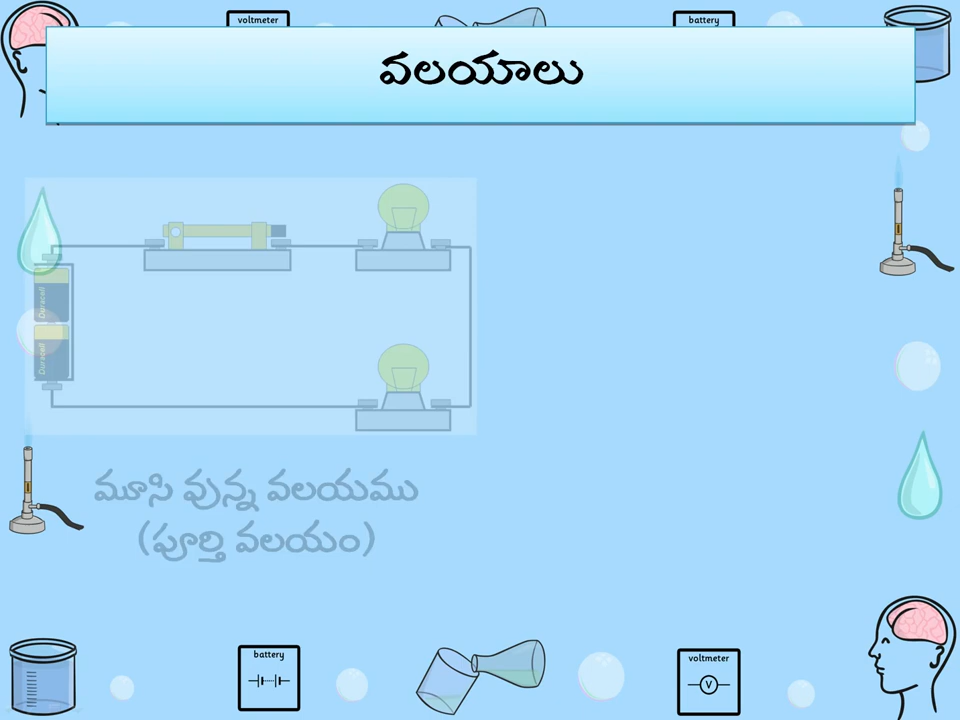 voltmeter
battery
వలయాలు
Duracell
Duracell
మూసి వున్న వలయము
(పూర్తి వలయం)
battery
voltmeter
V